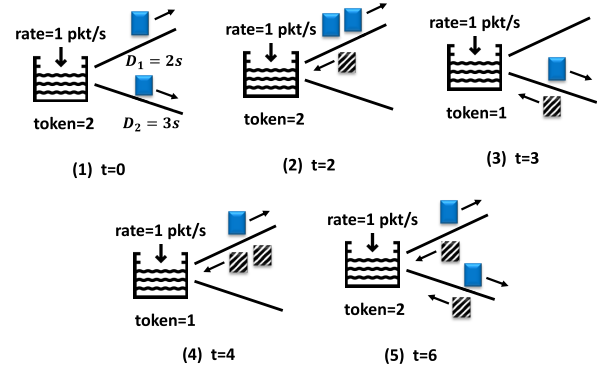 rate=1 pkt/s
D₁ = 2s
token=2
D₂ = 3s
(1) t=0
rate=1 pkt/s
token=2
(2) t=2
rate=1 pkt/s
token=1
(3) t=3
rate=1 pkt/s
token=1
(4) t=4
rate=1 pkt/s
token=2
(5) t=6